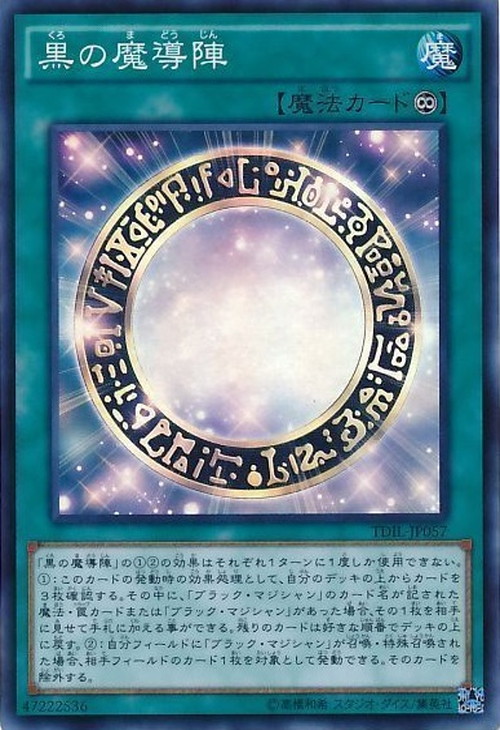 黒の魔導陣
魔
【魔法カード】
TDIL-JP057
「黒の魔導陣」の①②の効果はそれぞれ1ターンに1度しか使用できない。
①:このカードの発動時の効果処理として、自分のデッキの上からカードを
3枚確認する。その中に、「ブラック・マジシャン」のカード名が記された
魔法・罠カードまたは「ブラック・マジシャン」があった場合、その1枚を相手
に見せて手札に加える事ができる。残りのカードは好きな順番でデッキの上
に戻す。②:自分フィールドに「ブラック・マジシャン」が召喚・特殊召喚され
た場合、相手フィールドのカード1枚を対象として発動できる。そのカードを
除外する。
47222536
©高橋和希 スタジオ・ダイス/集英社